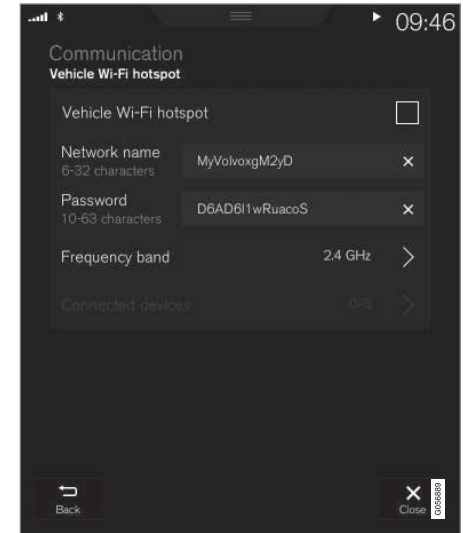 09:46
Communication
Vehicle Wi-Fi hotspot
Vehicle Wi-Fi hotspot
Network name
6-32 characters
MyVolvoxgM2yD
Password
10-63 characters
D6AD6I1wRuacoS
Frequency band
2.4 GHz
Connected devices
0/8
Back
Close
G056889